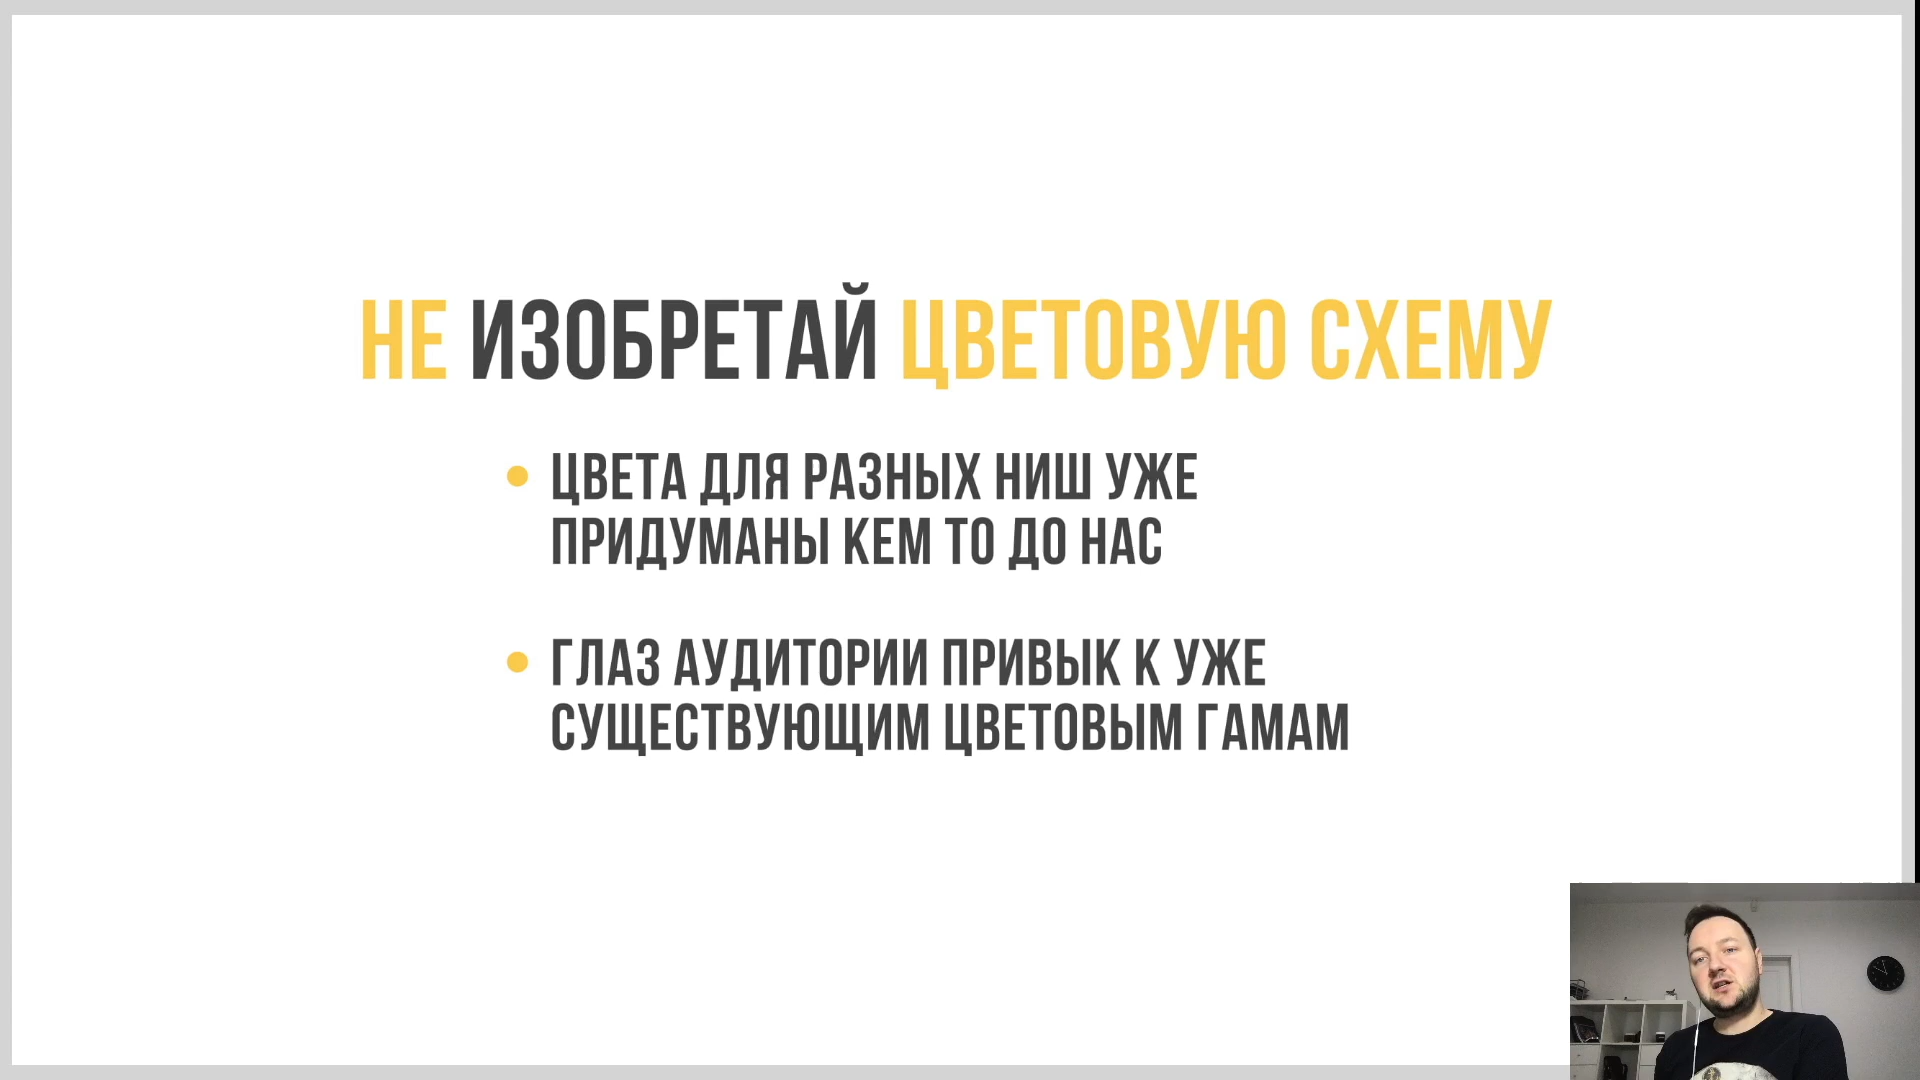 НЕ ИЗОБРЕТАЙ ЦВЕТОВУЮ СХЕМУ
ЦВЕТА ДЛЯ РАЗНЫХ НИШ УЖЕ
ПРИДУМАНЫ КЕМ ТО ДО НАС
ГЛАЗ АУДИТОРИИ ПРИВЫК К УЖЕ
СУЩЕСТВУЮЩИМ ЦВЕТОВЫМ ГАМАМ